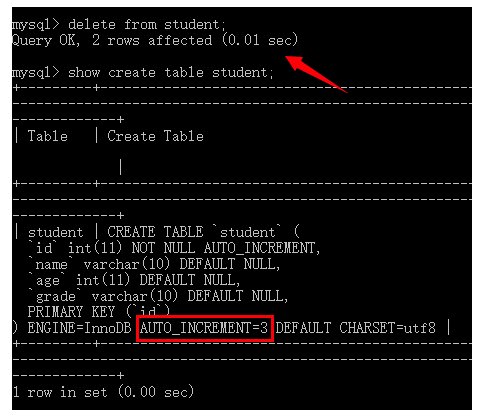 mysql> delete from student;
Query OK, 2 rows affected (0.01 sec)
mysql> show create table student;
+---------+--------------------------------------------------
-------------------------------------------------------------
-------------+
| Table   | Create Table
             |
+---------+--------------------------------------------------
-------------------------------------------------------------
-------------+
| student | CREATE TABLE `student` (
  `id` int(11) NOT NULL AUTO_INCREMENT,
  `name` varchar(10) DEFAULT NULL,
  `age` int(11) DEFAULT NULL,
  `grade` varchar(10) DEFAULT NULL,
  PRIMARY KEY (`id`)
) ENGINE=InnoDB AUTO_INCREMENT=3 DEFAULT CHARSET=utf8 |
+---------+--------------------------------------------------
-------------------------------------------------------------
-------------+
1 row in set (0.00 sec)